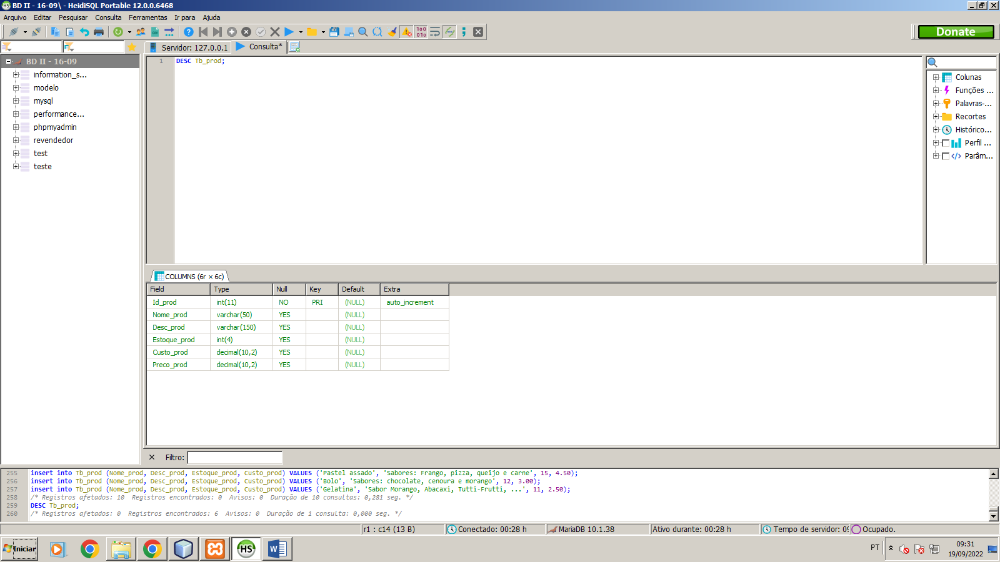 BD II - 16-09\ - HeidiSQL Portable 12.0.0.6468
Arquivo Editar Pesquisar Consulta Ferramentas Ir para Ajuda
Donate
Servidor: 127.0.0.1 Consulta*
BD II - 16-09
information_s...
modelo
mysql
performance...
phpmyadmin
revendedor
test
teste
1 DESC Tb_prod;
Colunas
Funções ...
Palavras-...
Recortes
Histórico...
Perfil ...
Parâm...
COLUMNS (6r × 6c)
Field Type Null Key Default Extra
Id_prod int(11) NO PRI (NULL) auto_increment
Nome_prod varchar(50) YES (NULL)
Desc_prod varchar(150) YES (NULL)
Estoque_prod int(4) YES (NULL)
Custo_prod decimal(10,2) YES (NULL)
Preco_prod decimal(10,2) YES (NULL)
Filtro:
255 insert into Tb_prod (Nome_prod, Desc_prod, Estoque_prod, Custo_prod) VALUES ('Pastel assado', 'Sabores: Frango, pizza, queijo e carne', 15, 4.50);
256 insert into Tb_prod (Nome_prod, Desc_prod, Estoque_prod, Custo_prod) VALUES ('Bolo', 'Sabores: chocolate, cenoura e morango', 12, 3.00);
257 insert into Tb_prod (Nome_prod, Desc_prod, Estoque_prod, Custo_prod) VALUES ('Gelatina', 'Sabor Morango, Abacaxi, Tutti-Frutti, ...', 11, 2.50);
258 /* Registros afetados: 10 Registros encontrados: 0 Avisos: 0 Duração de 10 consultas: 0,281 seg. */
259 DESC Tb_prod;
260 /* Registros afetados: 0 Registros encontrados: 6 Avisos: 0 Duração de 1 consulta: 0,000 seg. */
r1 : c14 (13 B) Conectado: 00:28 h MariaDB 10.1.38 Ativo durante: 00:28 h Tempo de servidor: 09 Ocupado.
Iniciar
HS
PT
09:31
19/09/2022